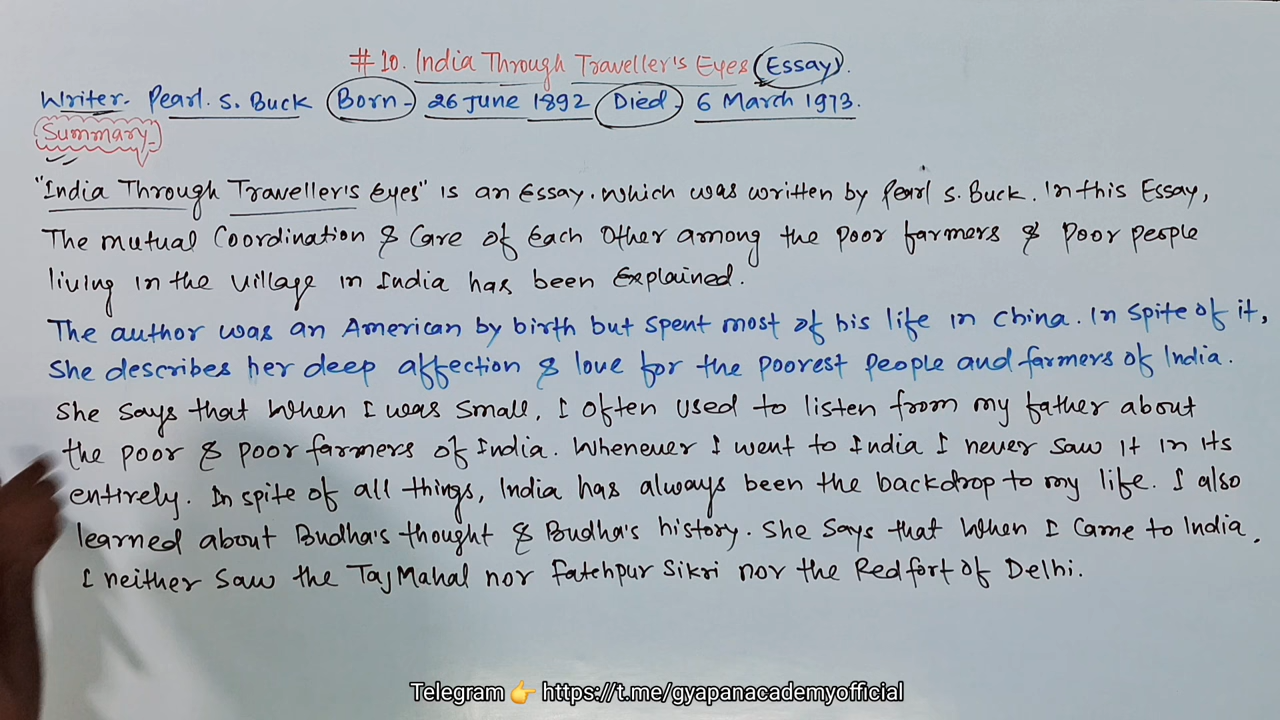 # 10. India Through Traveller's Eyes (Essay).
Writer. Pearl. S. Buck Born- 26 June 1892 Died- 6 March 1973.
Summary:-
"India Through Traveller's Eyes" is an Essay. which was written by Pearl S. Buck. In this Essay,
The mutual Coordination & Care of Each Other among the poor farmers & Poor people
living in the village in India has been Explained.
The author was an American by birth but spent most of his life in china. In spite of it,
She describes her deep affection & love for the poorest people and farmers of India.
She says that when I was small, I often used to listen from my father about
the poor & poor farmers of India. Whenever I went to India I never saw it in its
entirely. In spite of all things, India has always been the backdrop to my life. I also
learned about Budha's thought & Budha's history. She says that when I came to India,
I neither saw the Taj Mahal nor Fatehpur Sikri nor the Red fort of Delhi.
Telegram 👉 https://t.me/gyapanacademyofficial